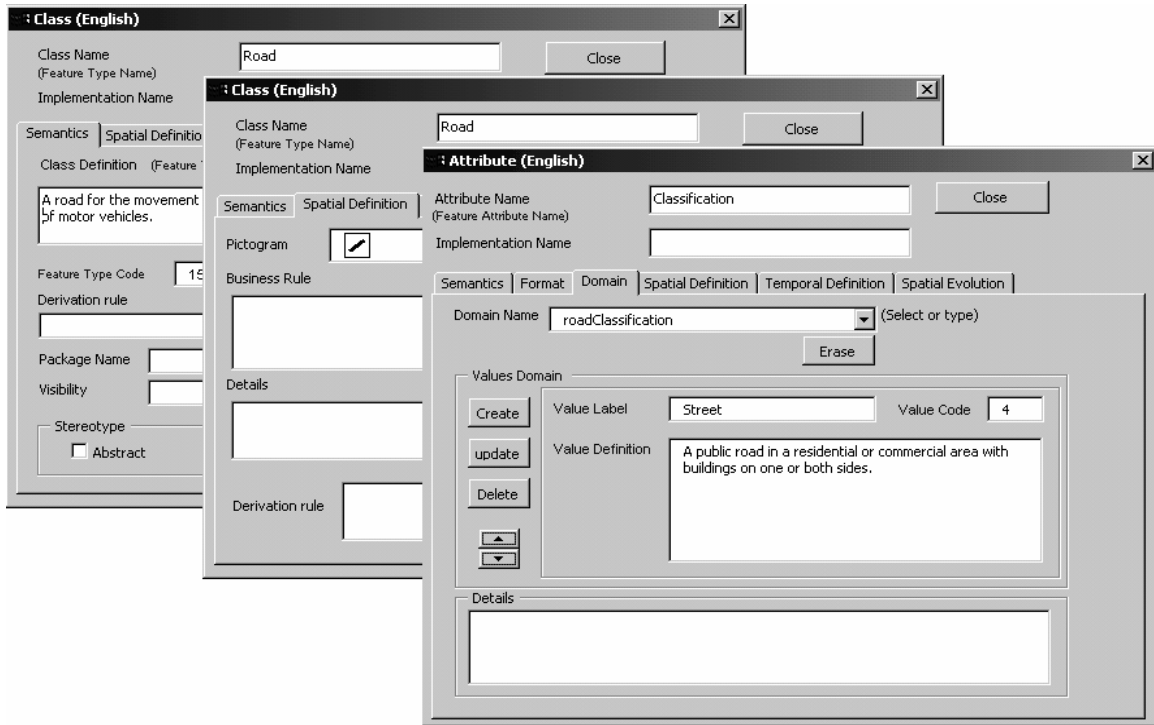 Class (English)
Class Name
Road
Close
(Feature Type Name)
Implementation Name
Semantics
Spatial Definitio
Class Definition (Feature
A road for the movement
of motor vehicles.
Feature Type Code
15
Derivation rule
Package Name
Visibility
Stereotype
Abstract
Class (English)
Class Name
Road
Close
(Feature Type Name)
Implementation Name
Semantics
Spatial Definition
Pictogram
Business Rule
Details
Derivation rule
Attribute (English)
Attribute Name
Classification
Close
(Feature Attribute Name)
Implementation Name
Semantics
Format
Domain
Spatial Definition
Temporal Definition
Spatial Evolution
Domain Name
roadClassification
(Select or type)
Erase
Values Domain
Create
Value Label
Street
Value Code
4
update
Value Definition
A public road in a residential or commercial area with
buildings on one or both sides.
Delete
Details